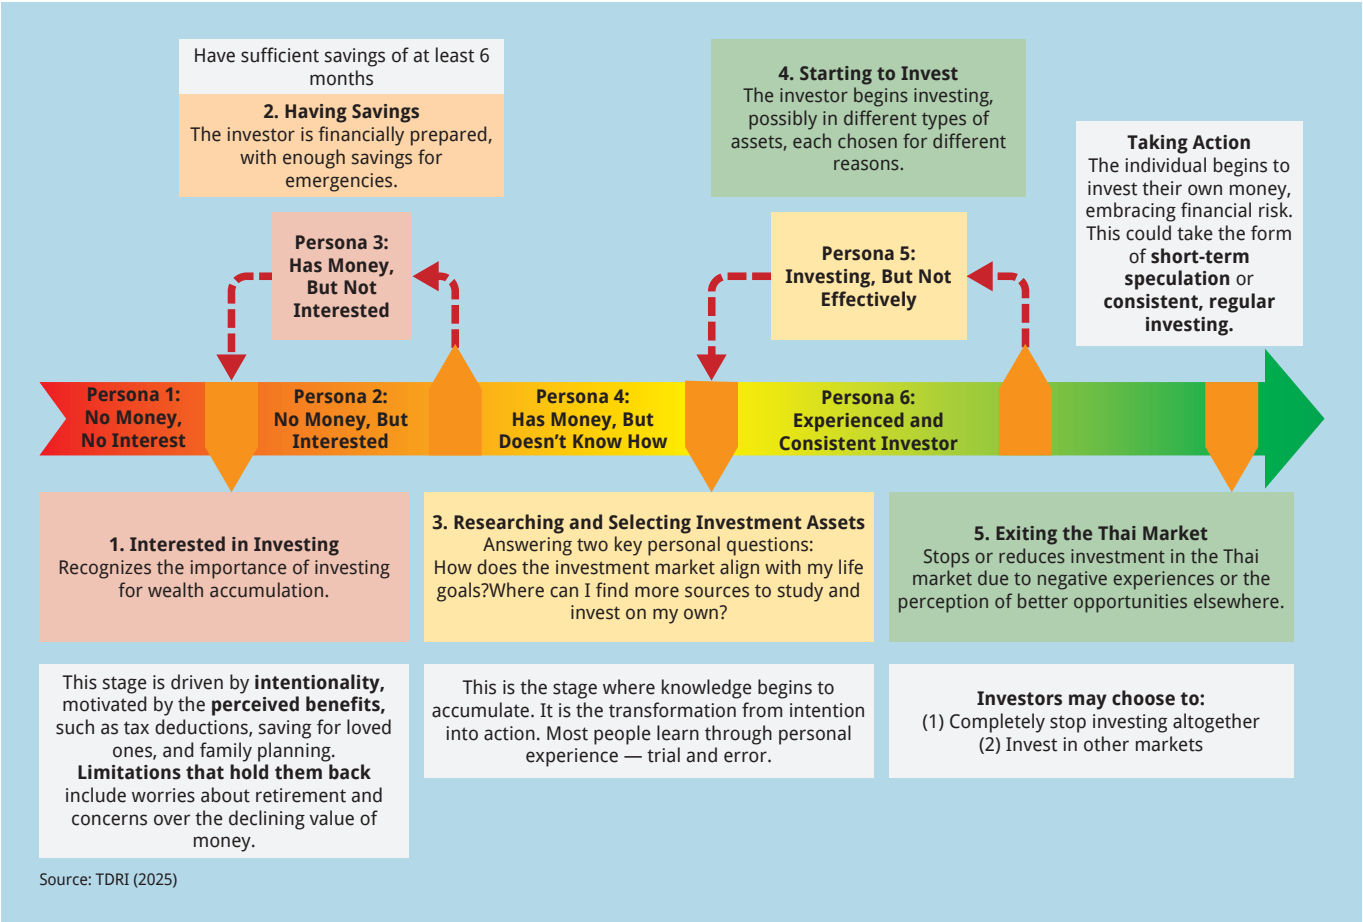 Have sufficient savings of at least 6
months
2. Having Savings
The investor is financially prepared,
with enough savings for
emergencies.
4. Starting to Invest
The investor begins investing,
possibly in different types of
assets, each chosen for different
reasons.
Taking Action
The individual begins to
invest their own money,
embracing financial risk.
This could take the form
of short-term
speculation or
consistent, regular
investing.
Persona 3:
Has Money,
But Not
Interested
Persona 5:
Investing, But Not
Effectively
Persona 1:
No Money,
No Interest
Persona 2:
No Money, But
Interested
Persona 4:
Has Money, But
Doesn’t Know How
Persona 6:
Experienced and
Consistent Investor
1. Interested in Investing
Recognizes the importance of investing
for wealth accumulation.
3. Researching and Selecting Investment Assets
Answering two key personal questions:
How does the investment market align with my life
goals?Where can I find more sources to study and
invest on my own?
5. Exiting the Thai Market
Stops or reduces investment in the Thai
market due to negative experiences or the
perception of better opportunities elsewhere.
This stage is driven by intentionality,
motivated by the perceived benefits,
such as tax deductions, saving for loved
ones, and family planning.
Limitations that hold them back
include worries about retirement and
concerns over the declining value of
money.
This is the stage where knowledge begins to
accumulate. It is the transformation from intention
into action. Most people learn through personal
experience — trial and error.
Investors may choose to:
(1) Completely stop investing altogether
(2) Invest in other markets
Source: TDRI (2025)